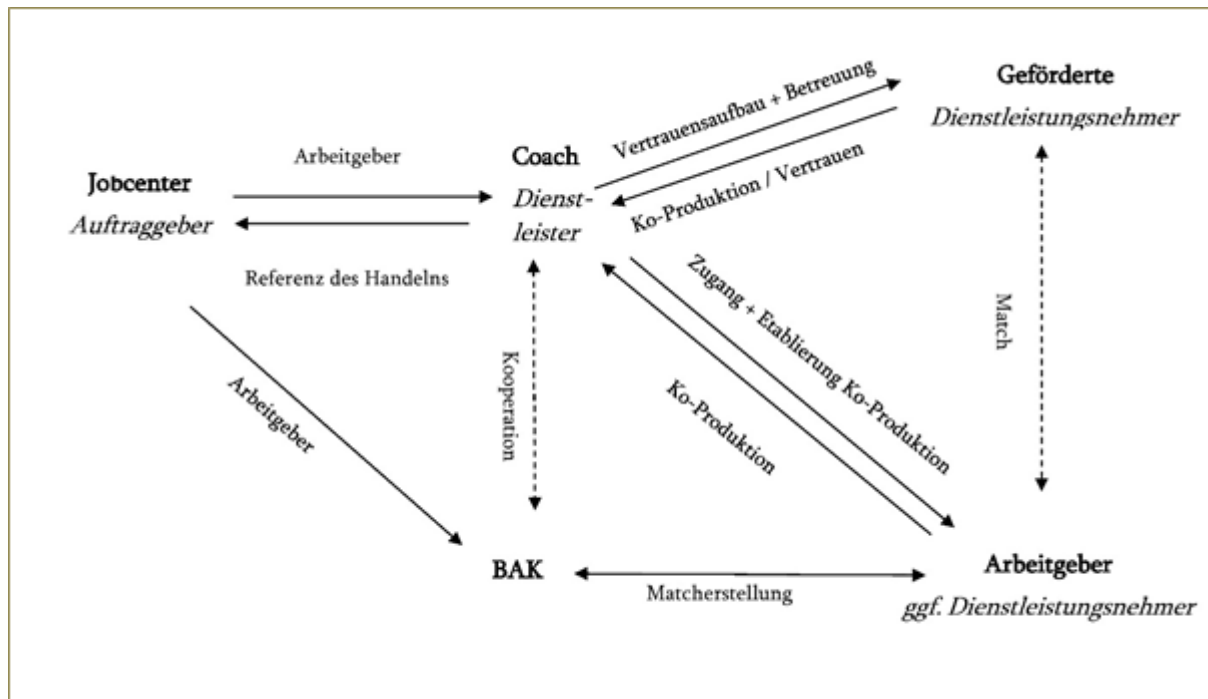 Geförderte
Dienstleistungsnehmer
Vertrauensaufbau + Betreuung
Ko-Produktion / Vertrauen
Arbeitgeber
Coach
Dienst-
leister
Jobcenter
Auftraggeber
Referenz des Handelns
Zugang + Etablierung Ko-Produktion
Ko-Produktion
Match
Kooperation
Arbeitgeber
BAK
Matcherstellung
Arbeitgeber
ggf. Dienstleistungsnehmer